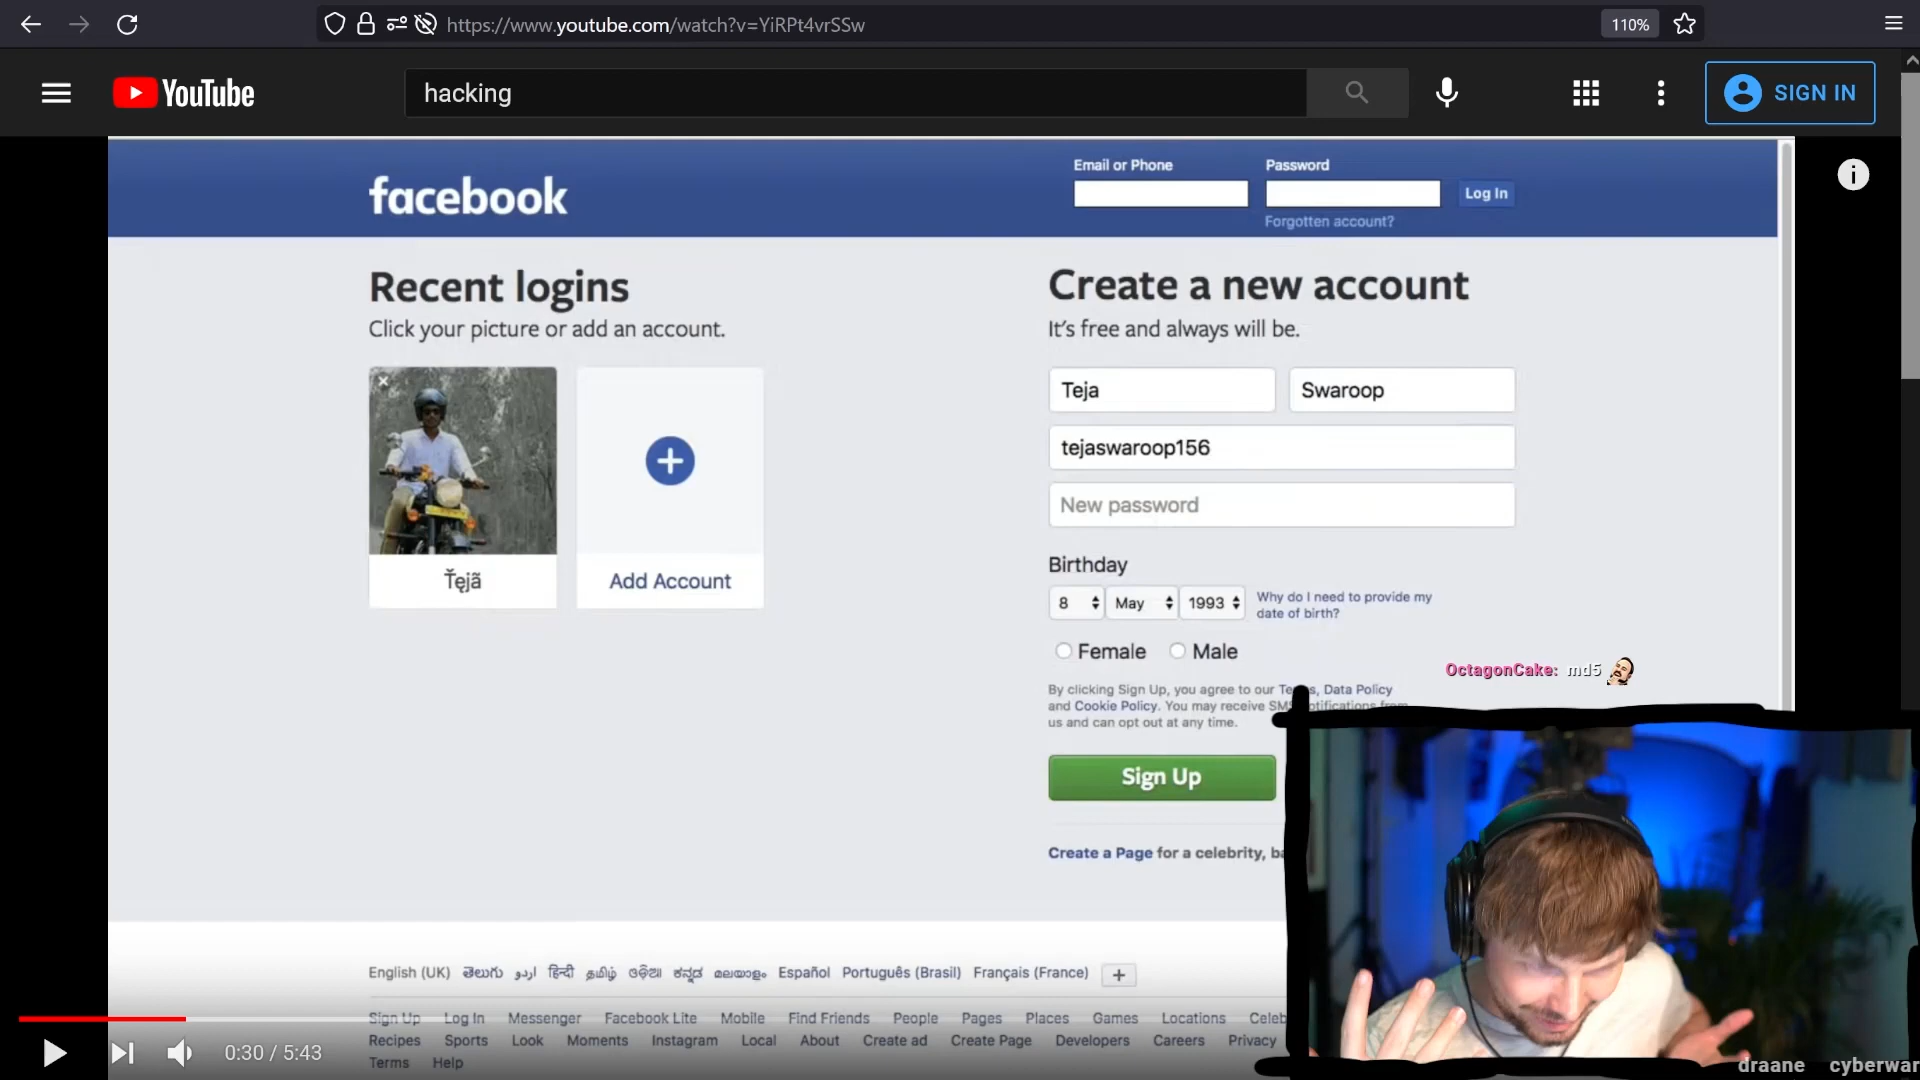 https://www.youtube.com/watch?v=YiRPt4vrSSw
110%
YouTube
hacking
SIGN IN
facebook
Email or Phone
Password
Log In
Forgotten account?
Recent logins
Click your picture or add an account.
Ťęjã
Add Account
Create a new account
It's free and always will be.
Teja
Swaroop
tejaswaroop156
New password
Birthday
8
May
1993
Why do I need to provide my
date of birth?
Female
Male
OctagonCake: md5
By clicking Sign Up, you agree to our Terms, Data Policy
and Cookie Policy. You may receive SMS notifications from
us and can opt out at any time.
Sign Up
Create a Page for a celebrity, ba
English (UK) తెలుగు اردو हिन्दी தமிழ் ଓଡ଼ିଆ ಕನ್ನಡ മലയാളം Español Português (Brasil) Français (France)
Sign Up Log In Messenger Facebook Lite Mobile Find Friends People Pages Places Games Locations Celeb
Recipes Sports Look Moments Instagram Local About Create ad Create Page Developers Careers Privacy
Terms Help
0:30 / 5:43
draane cyberwar